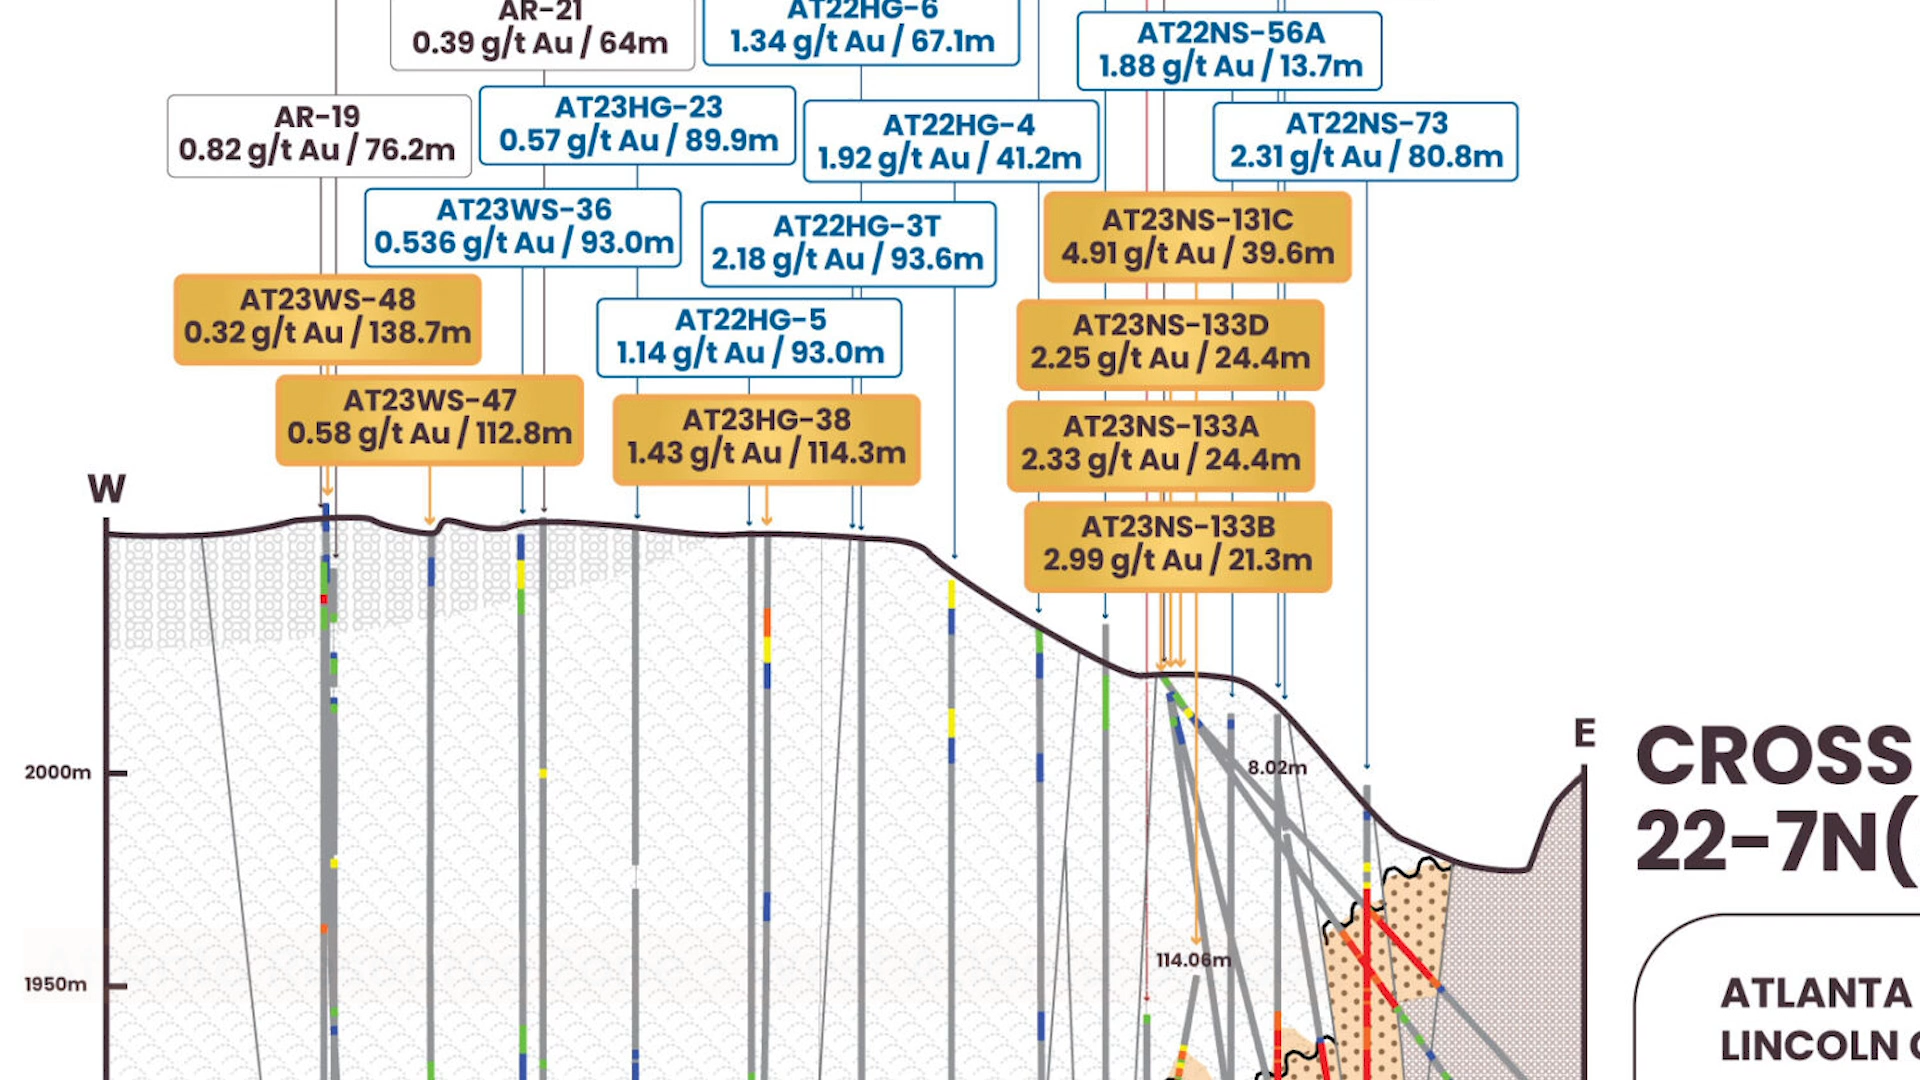 AR-21
0.39 g/t Au / 64m
AT22HG-6
1.34 g/t Au / 67.1m
AT22NS-56A
1.88 g/t Au / 13.7m
AR-19
0.82 g/t Au / 76.2m
AT23HG-23
0.57 g/t Au / 89.9m
AT22HG-4
1.92 g/t Au / 41.2m
AT22NS-73
2.31 g/t Au / 80.8m
AT23WS-36
0.536 g/t Au / 93.0m
AT22HG-3T
2.18 g/t Au / 93.6m
AT23NS-131C
4.91 g/t Au / 39.6m
AT23WS-48
0.32 g/t Au / 138.7m
AT22HG-5
1.14 g/t Au / 93.0m
AT23NS-133D
2.25 g/t Au / 24.4m
AT23WS-47
0.58 g/t Au / 112.8m
AT23HG-38
1.43 g/t Au / 114.3m
AT23NS-133A
2.33 g/t Au / 24.4m
AT23NS-133B
2.99 g/t Au / 21.3m
W
E
2000m
8.02m
CROSS
22-7N(
1950m
114.06m
ATLANTA
LINCOLN